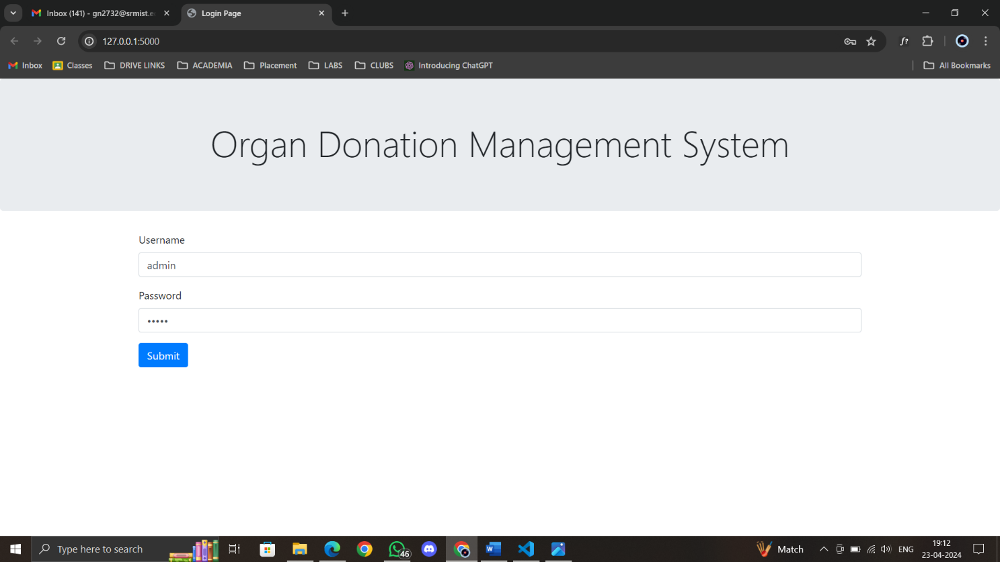 Inbox (141) - gn2732@srmist.e
Login Page
127.0.0.1:5000
f?
Inbox
Classes
DRIVE LINKS
ACADEMIA
Placement
LABS
CLUBS
Introducing ChatGPT
All Bookmarks
Organ Donation Management System
Username
admin
Password
•••••
Submit
Type here to search
46
Match
ENG
19:12
23-04-2024